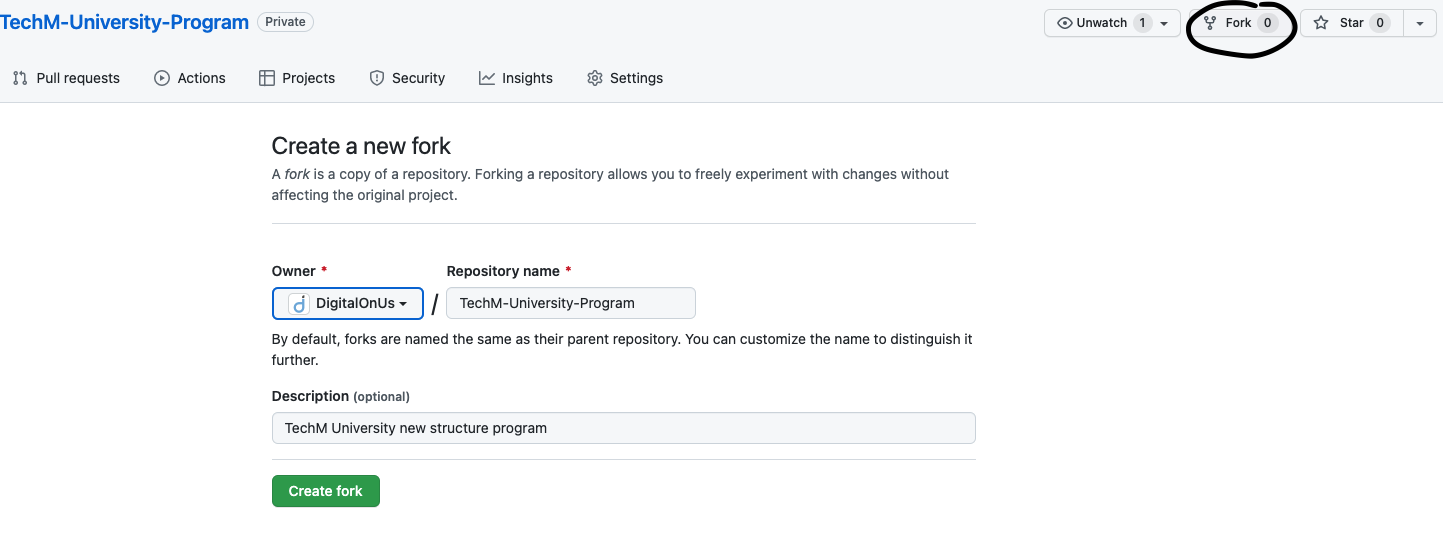 TechM-University-Program Private Unwatch 1 Fork 0 Star 0
Pull requests Actions Projects Security Insights Settings
Create a new fork
A fork is a copy of a repository. Forking a repository allows you to freely experiment with changes without
affecting the original project.
Owner * Repository name *
DigitalOnUs / TechM-University-Program
By default, forks are named the same as their parent repository. You can customize the name to distinguish it
further.
Description (optional)
TechM University new structure program
Create fork